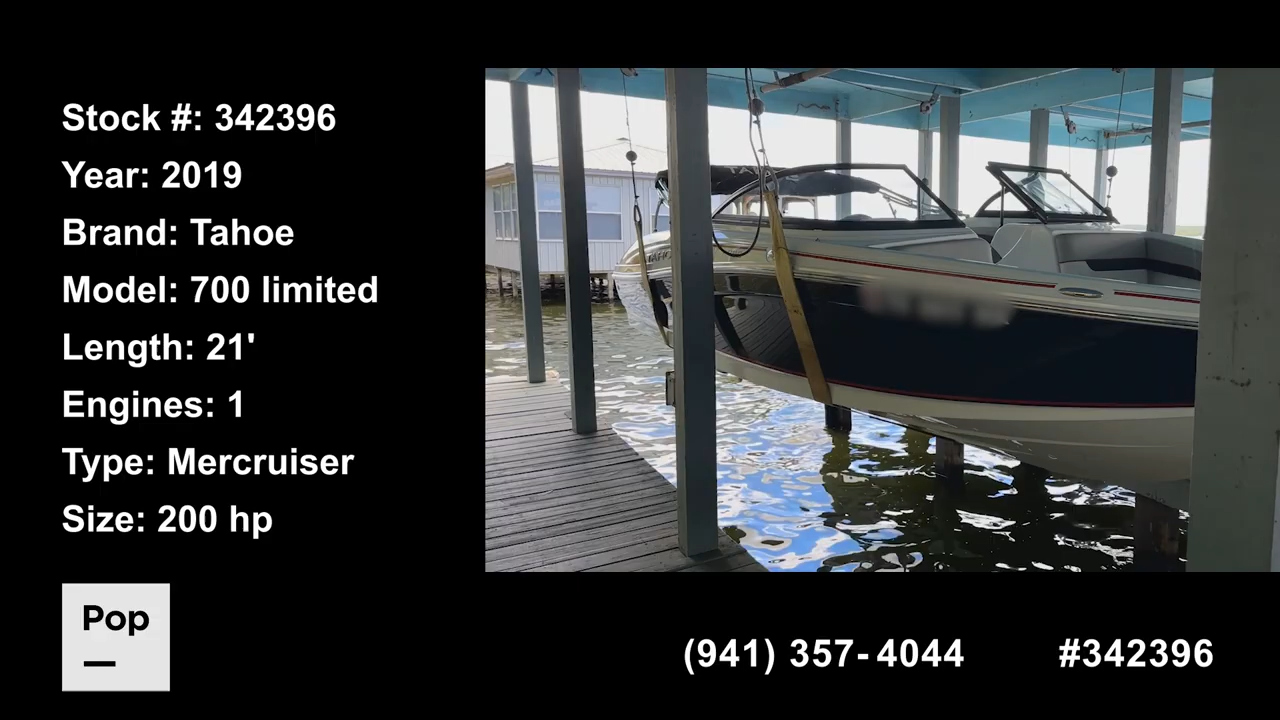 Stock #: 342396
Year: 2019
Brand: Tahoe
Model: 700 limited
Length: 21'
Engines: 1
Type: Mercruiser
Size: 200 hp
Pop
(941) 357-4044
#342396